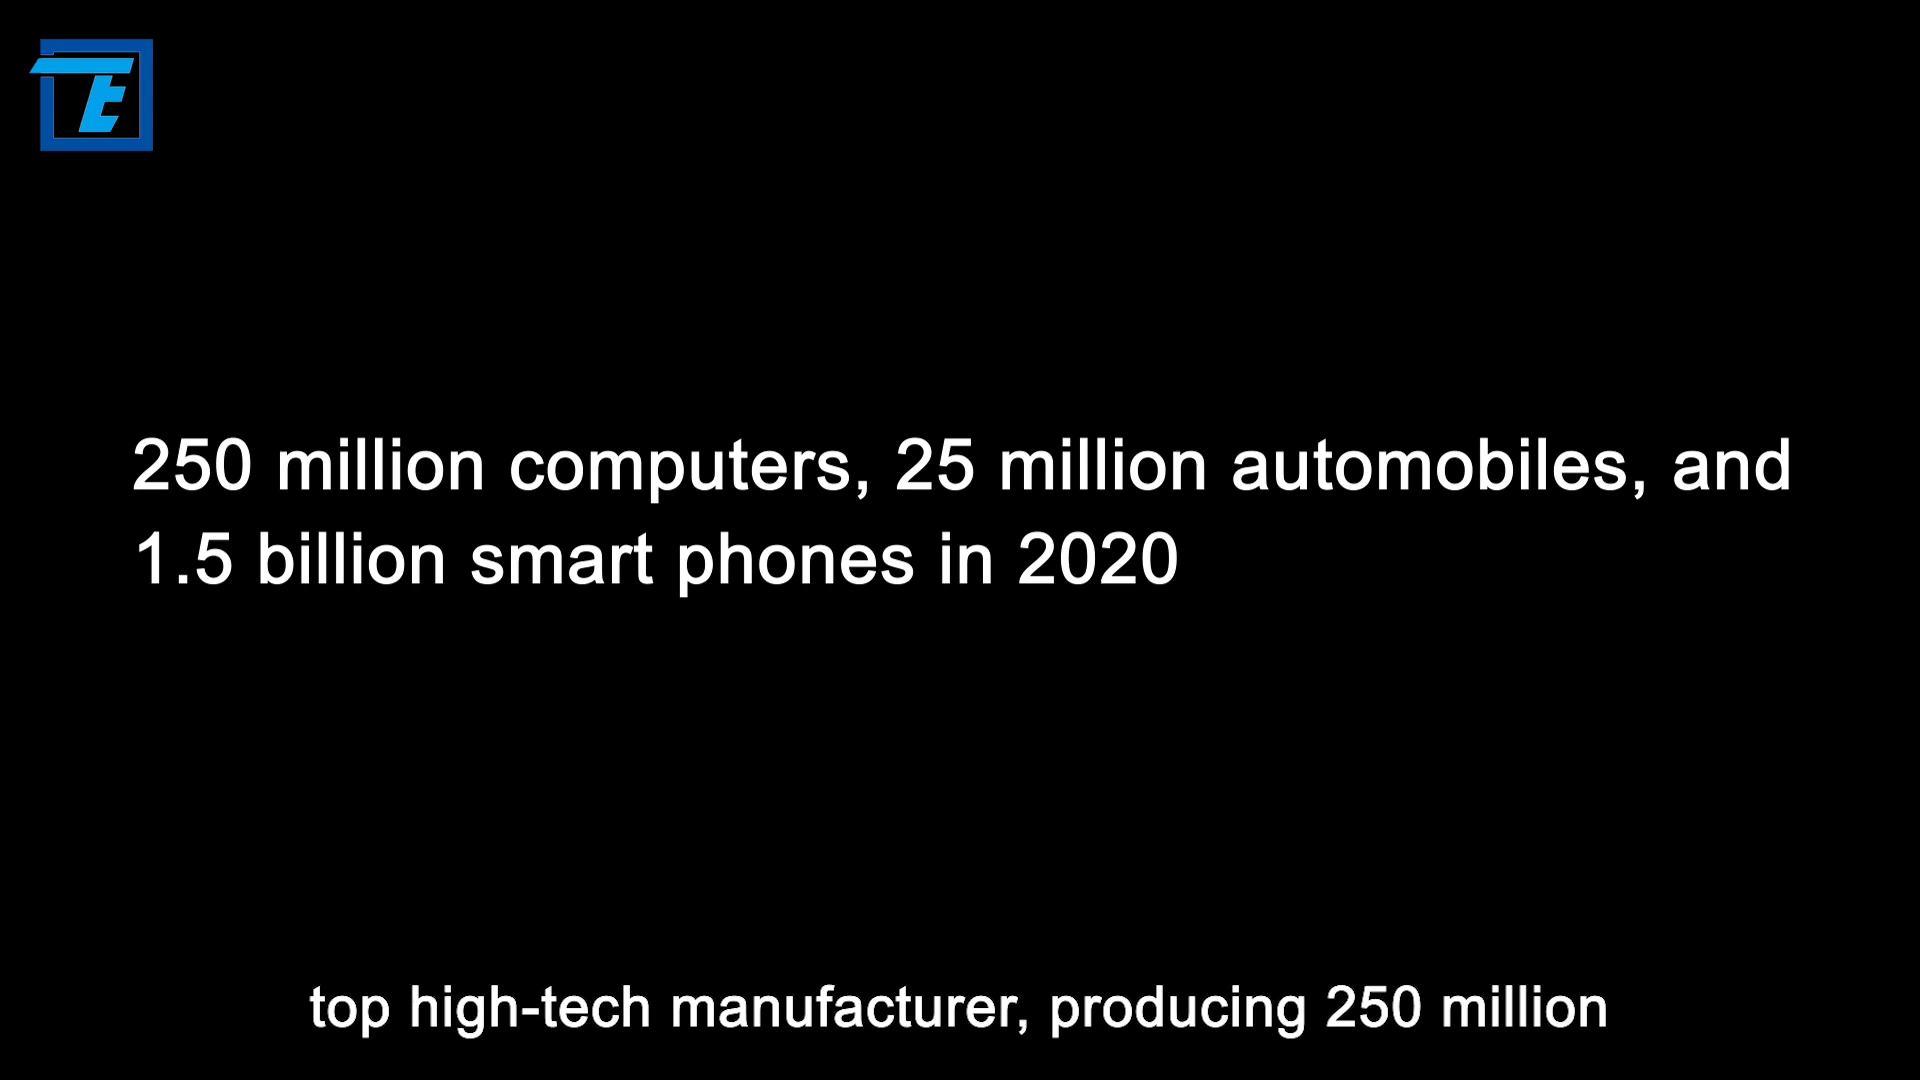 TE
250 million computers, 25 million automobiles, and
1.5 billion smart phones in 2020
top high-tech manufacturer, producing 250 million